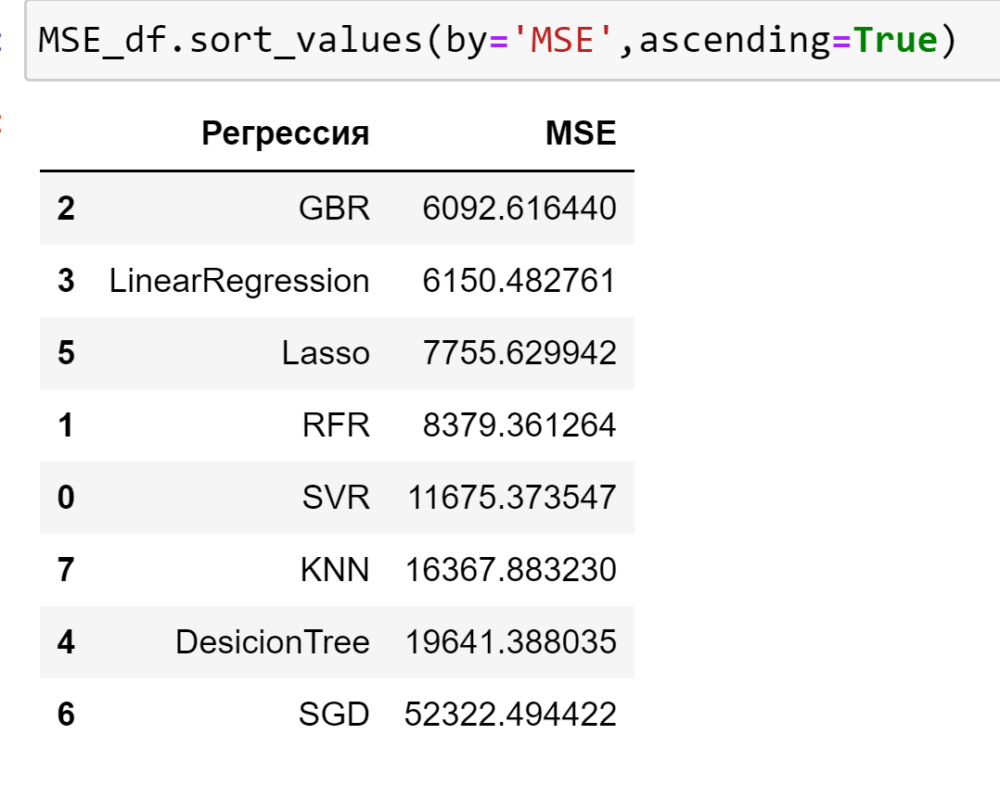 MSE_df.sort_values(by='MSE',ascending=True)
Регрессия MSE
2 GBR 6092.616440
3 LinearRegression 6150.482761
5 Lasso 7755.629942
1 RFR 8379.361264
0 SVR 11675.373547
7 KNN 16367.883230
4 DesicionTree 19641.388035
6 SGD 52322.494422